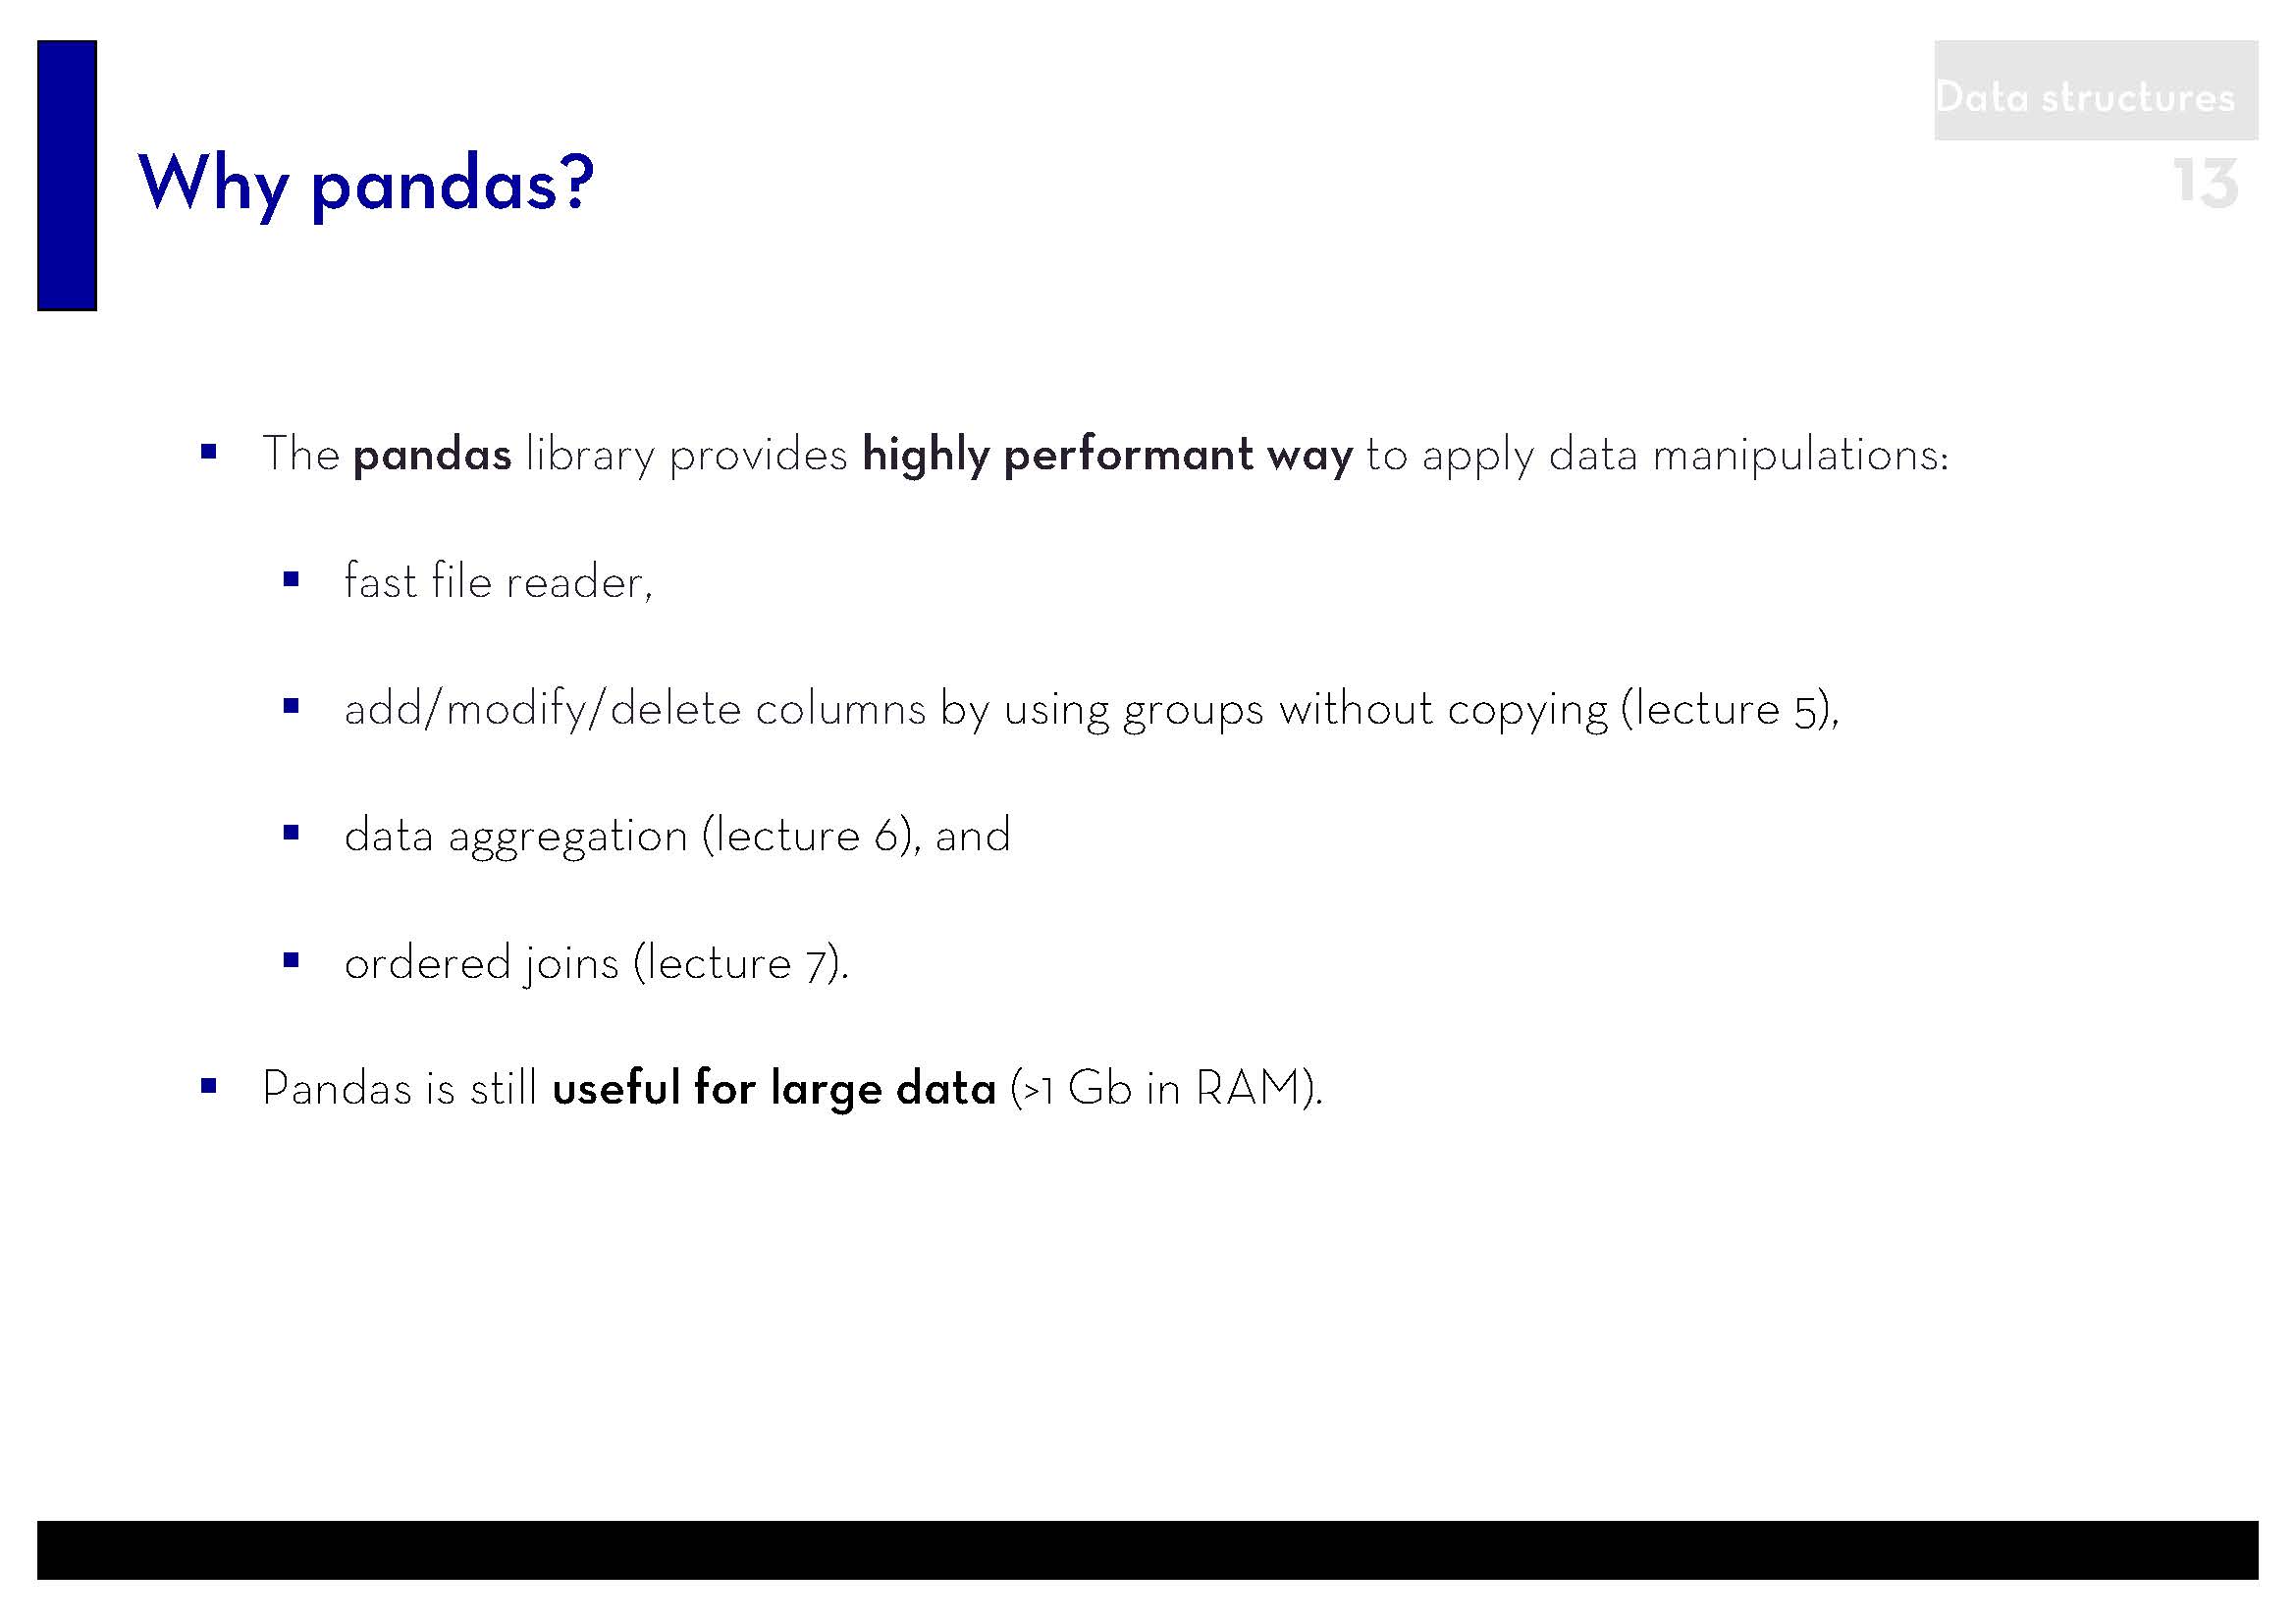 Data structures
13
Why pandas?
▪ The pandas library provides highly performant way to apply data manipulations:
▪ fast file reader,
▪ add/modify/delete columns by using groups without copying (lecture 5),
▪ data aggregation (lecture 6), and
▪ ordered joins (lecture 7).
▪ Pandas is still useful for large data (>1 Gb in RAM).